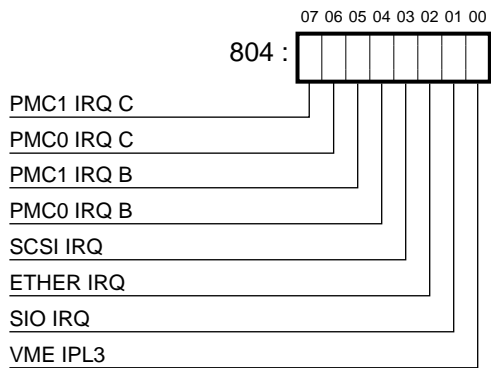 07 06 05 04 03 02 01 00
804 :
PMC1 IRQ C
PMC0 IRQ C
PMC1 IRQ B
PMC0 IRQ B
SCSI IRQ
ETHER IRQ
SIO IRQ
VME IPL3